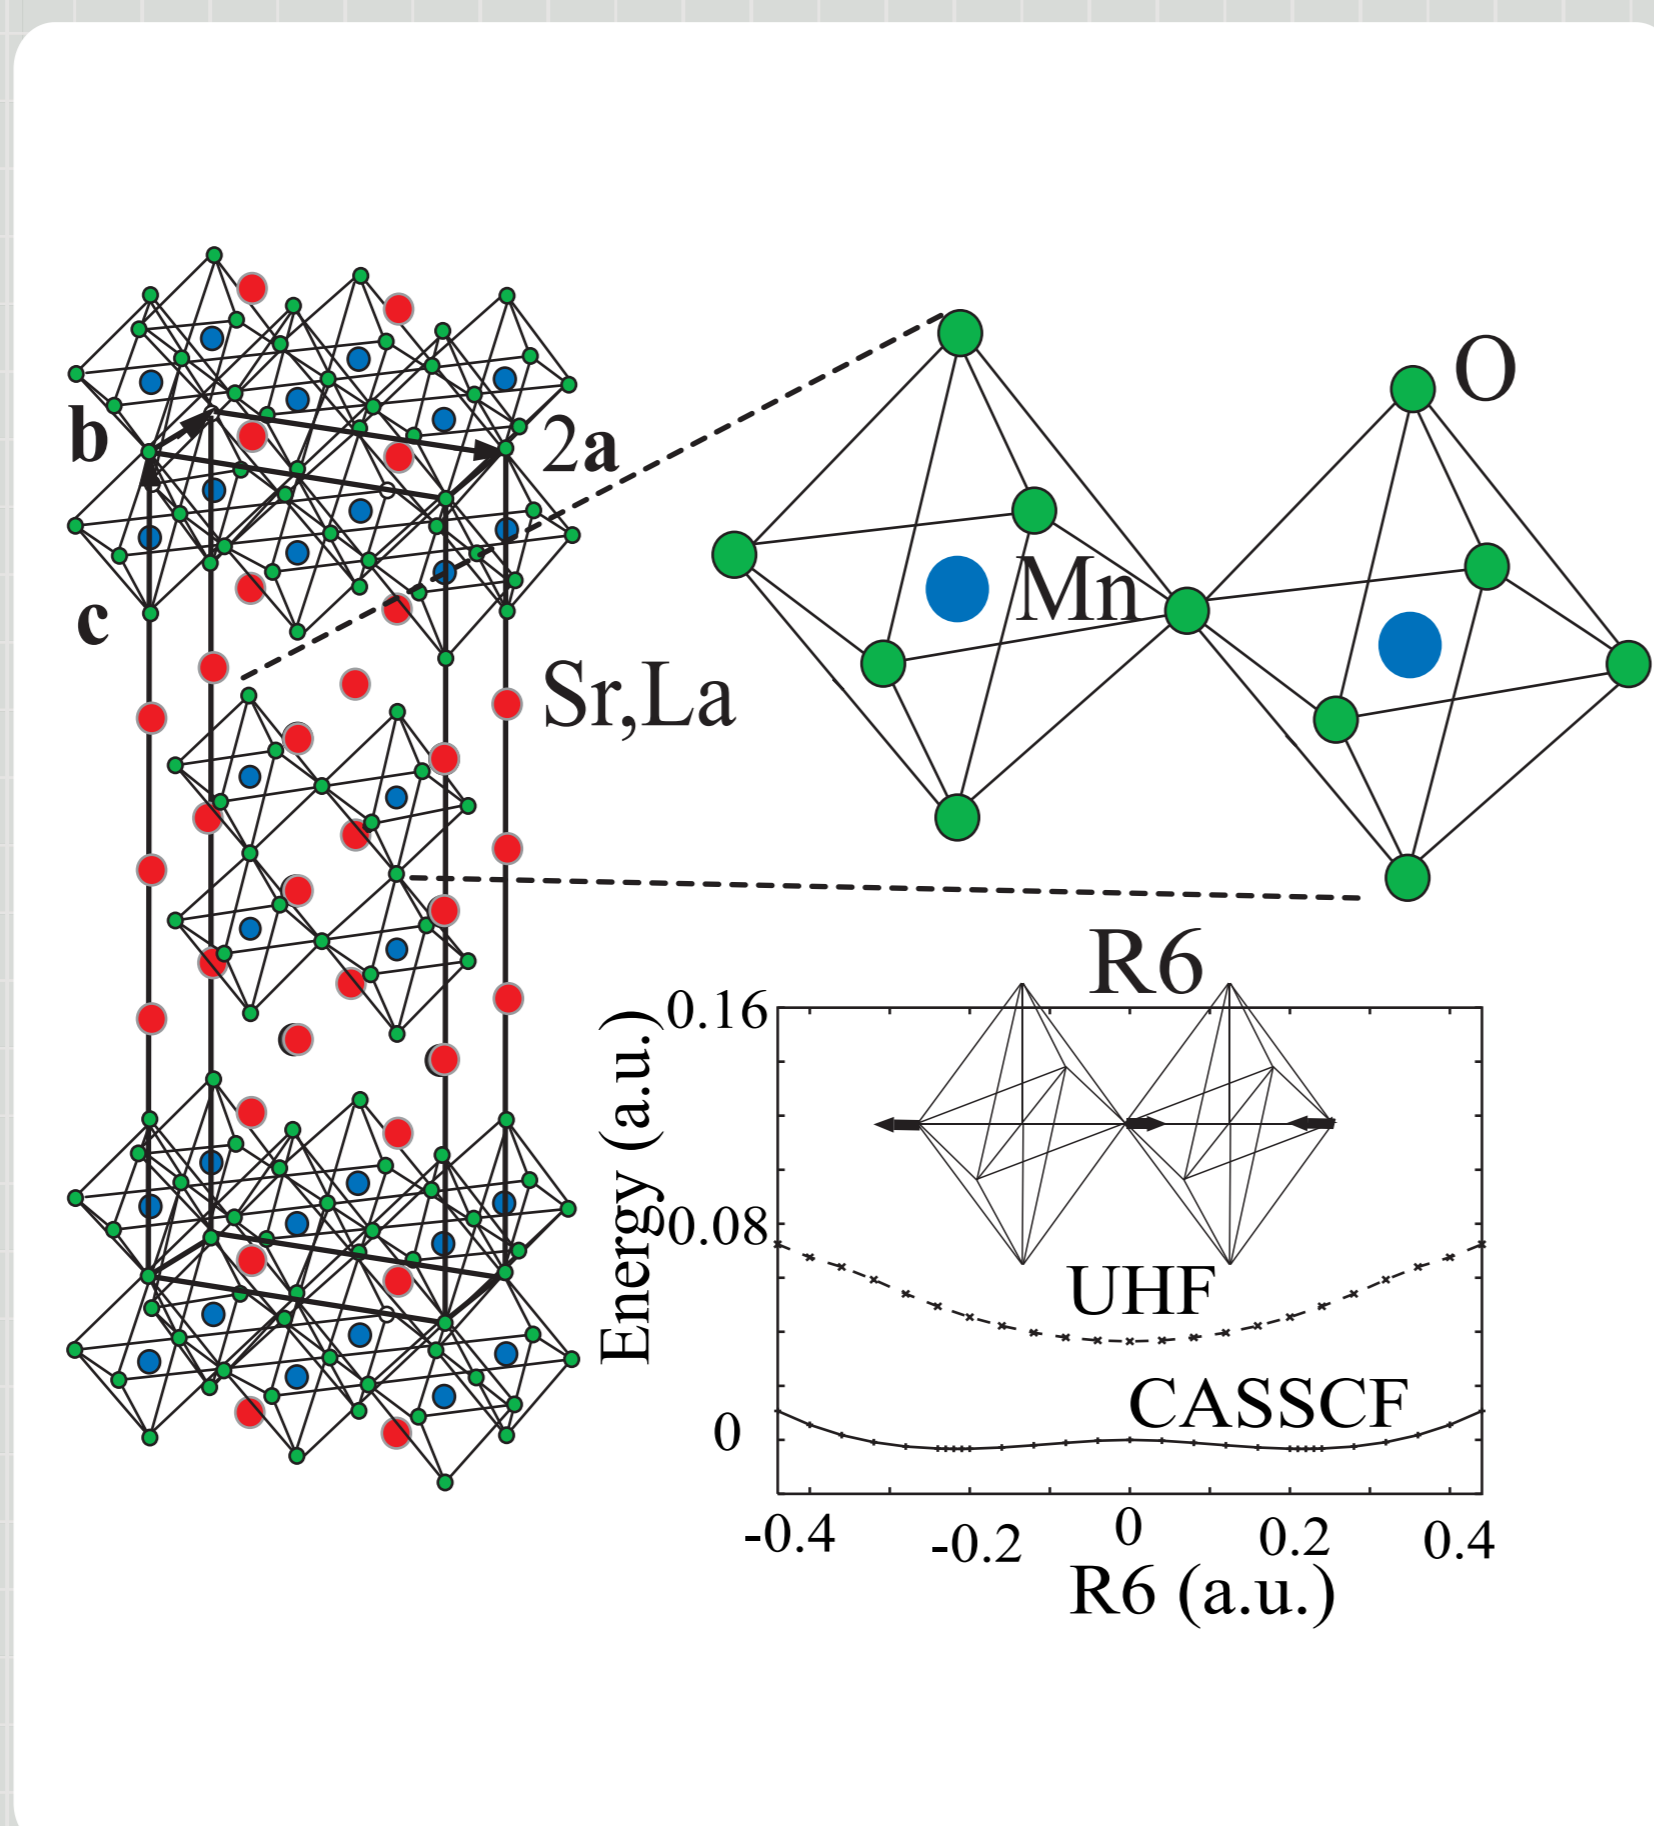 b
2a
c
Sr,La
O
Mn
R6
0.16
0.08
0
Energy (a.u.)
UHF
CASSCF
-0.4
-0.2
0
0.2
0.4
R6 (a.u.)